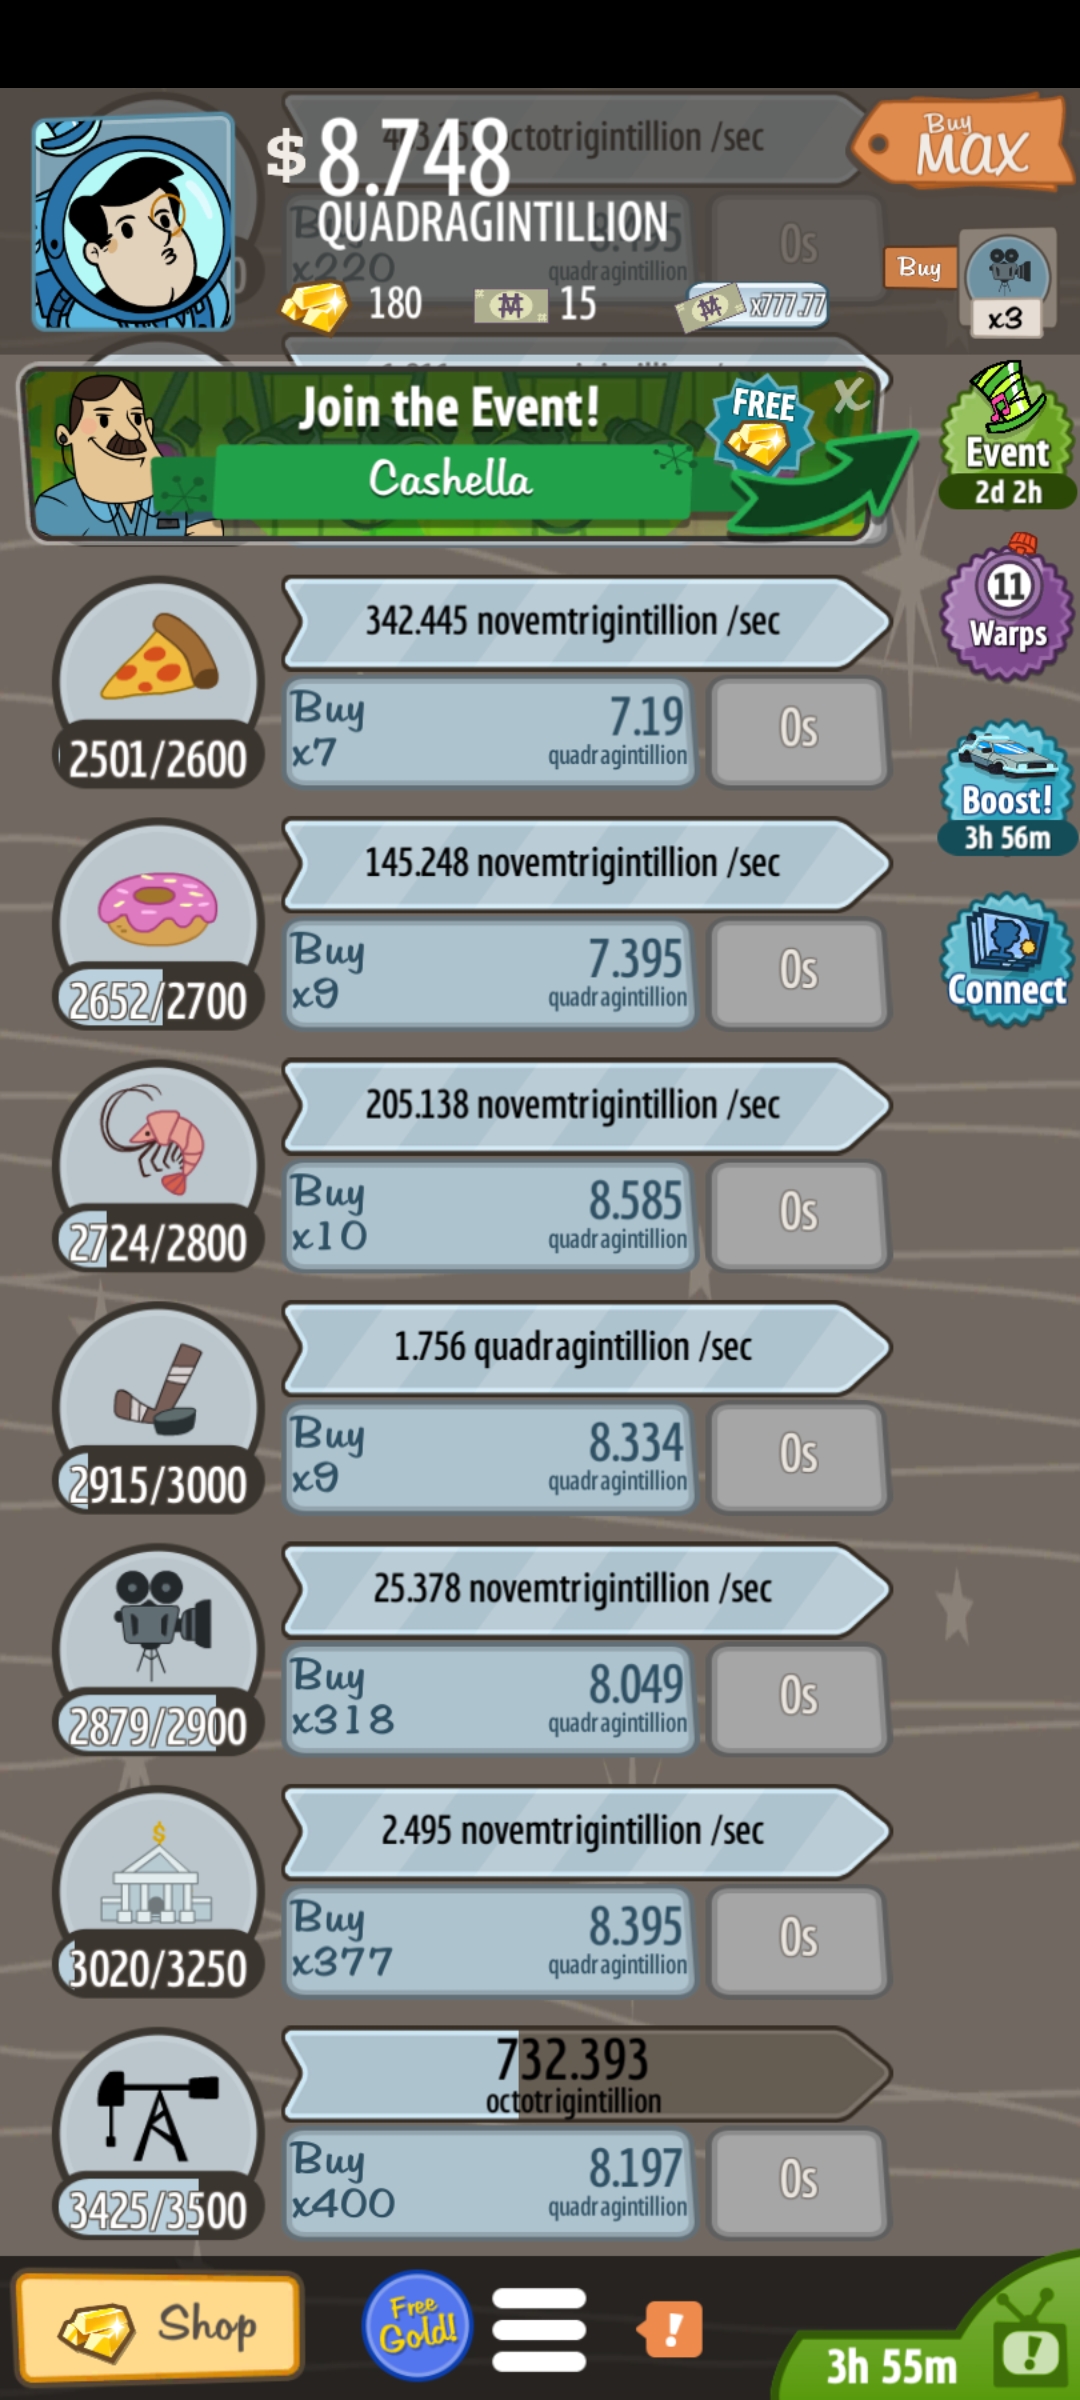 $ 8.748
QUADRAGINTILLION
octotrigintillion /sec
x220
quadragintillion
0s
180
15
x777.77
Buy
MAX
Buy
x3
Join the Event!
Cashella
FREE
X
Event
2d 2h
11
Warps
Boost!
3h 56m
Connect
342.445 novemtrigintillion /sec
2501/2600
Buy
x7
7.19
quadragintillion
0s
145.248 novemtrigintillion /sec
2652/2700
Buy
x9
7.395
quadragintillion
0s
205.138 novemtrigintillion /sec
2724/2800
Buy
x10
8.585
quadragintillion
0s
1.756 quadragintillion /sec
2915/3000
Buy
x9
8.334
quadragintillion
0s
25.378 novemtrigintillion /sec
2879/2900
Buy
x318
8.049
quadragintillion
0s
2.495 novemtrigintillion /sec
$
3020/3250
Buy
x377
8.395
quadragintillion
0s
732.393
octotrigintillion
3425/3500
Buy
x400
8.197
quadragintillion
0s
Shop
Free
Gold!
!
3h 55m
!